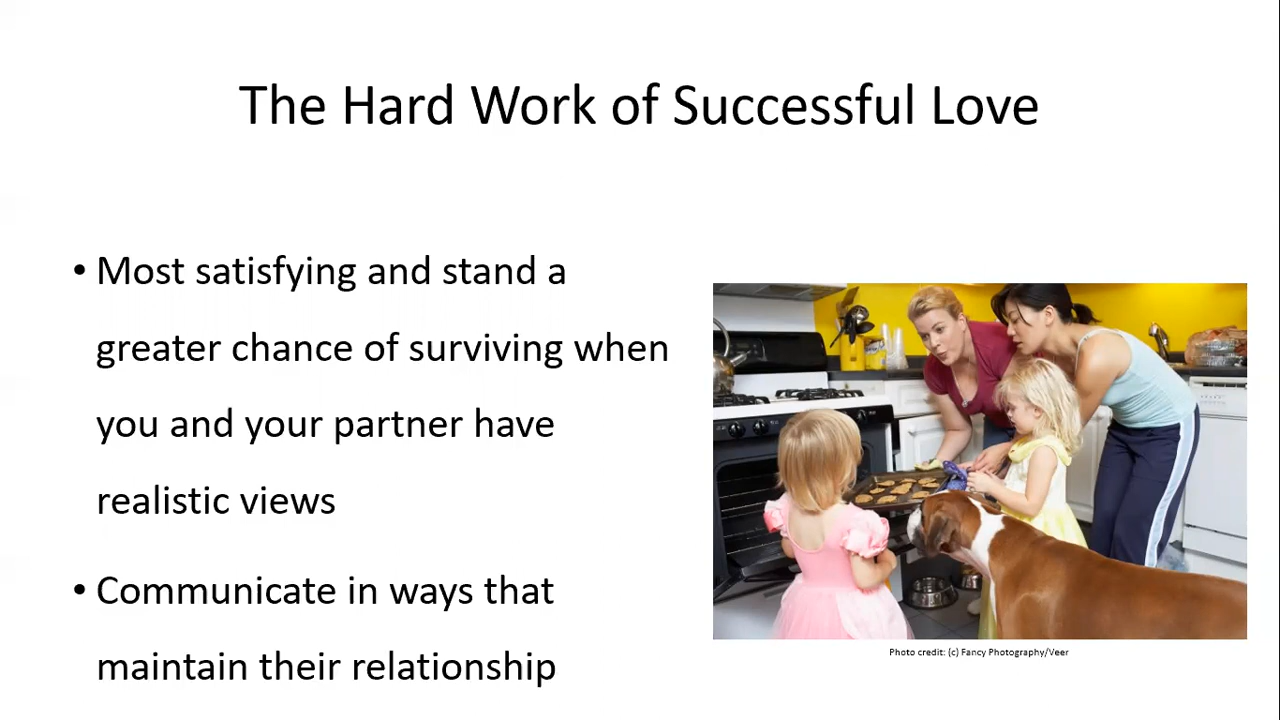 The Hard Work of Successful Love
• Most satisfying and stand a
greater chance of surviving when
you and your partner have
realistic views
• Communicate in ways that
maintain their relationship
Photo credit: (c) Fancy Photography/Veer